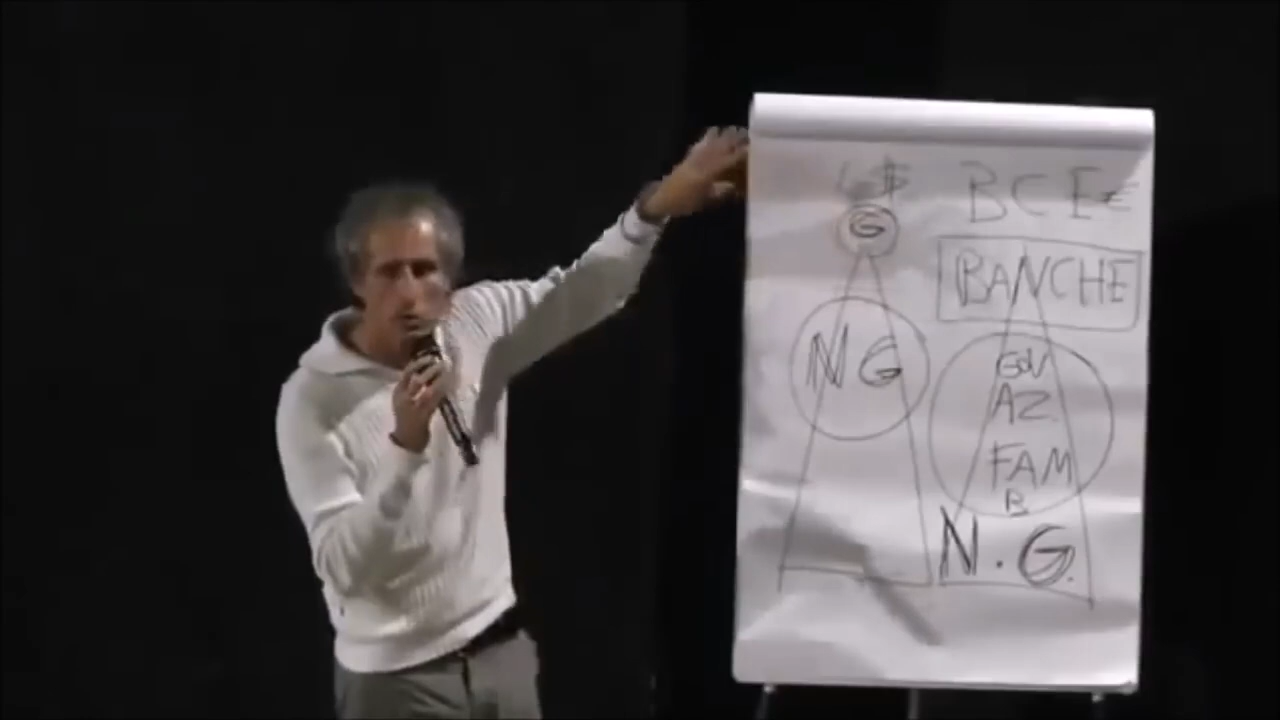 $
G
NG
BCE €
BANCHE
GOV
AZ.
FAM
B
N.G.